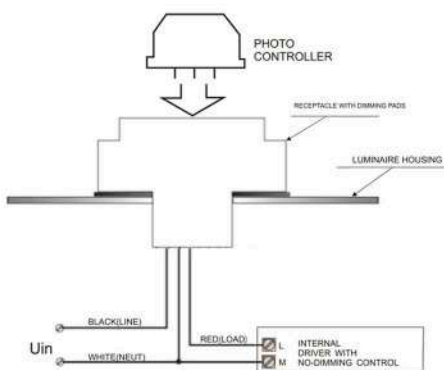 PHOTO
CONTROLLER
RECEPTACLE WITH DIMMING PADS
LUMINAIRE HOUSING
BLACK(LINE)
Uin
RED(LOAD)
WHITE(NEUT)
L
M
INTERNAL
DRIVER WITH
NO-DIMMING CONTROL